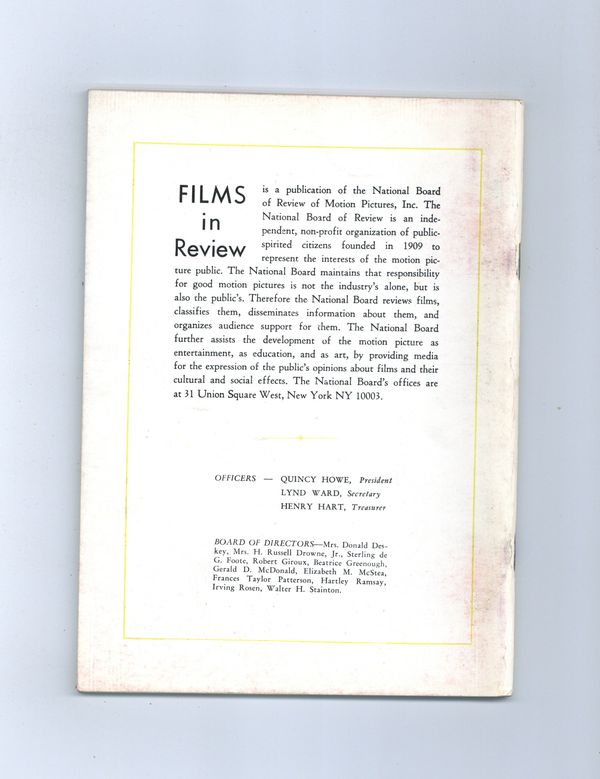 FILMS
in
Review
is a publication of the National Board
of Review of Motion Pictures, Inc. The
National Board of Review is an inde-
pendent, non-profit organization of public-
spirited citizens founded in 1909 to
represent the interests of the motion pic-
ture public. The National Board maintains that responsibility
for good motion pictures is not the industry's alone, but is
also the public's. Therefore the National Board reviews films,
classifies them, disseminates information about them, and
organizes audience support for them. The National Board
further assists the development of the motion picture as
entertainment, as education, and as art, by providing media
for the expression of the public's opinions about films and their
cultural and social effects. The National Board's offices are
at 31 Union Square West, New York NY 10003.
OFFICERS — QUINCY HOWE, President
LYND WARD, Secretary
HENRY HART, Treasurer
BOARD OF DIRECTORS—Mrs. Donald Des-
key, Mrs. H. Russell Drowne, Jr., Sterling de
G. Foote, Robert Giroux, Beatrice Greenough,
Gerald D. McDonald, Elizabeth M. McStea,
Frances Taylor Patterson, Hartley Ramsay,
Irving Rosen, Walter H. Stainton.